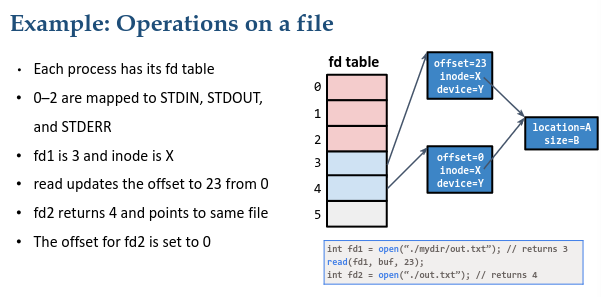 Example: Operations on a file
• Each process has its fd table
• 0–2 are mapped to STDIN, STDOUT,
and STDERR
• fd1 is 3 and inode is X
• read updates the offset to 23 from 0
• fd2 returns 4 and points to same file
• The offset for fd2 is set to 0
fd table
0
1
2
3
4
5
offset=23
inode=X
device=Y
offset=0
inode=X
device=Y
location=A
size=B
int fd1 = open(“./mydir/out.txt”); // returns 3
read(fd1, buf, 23);
int fd2 = open(“./out.txt”); // returns 4